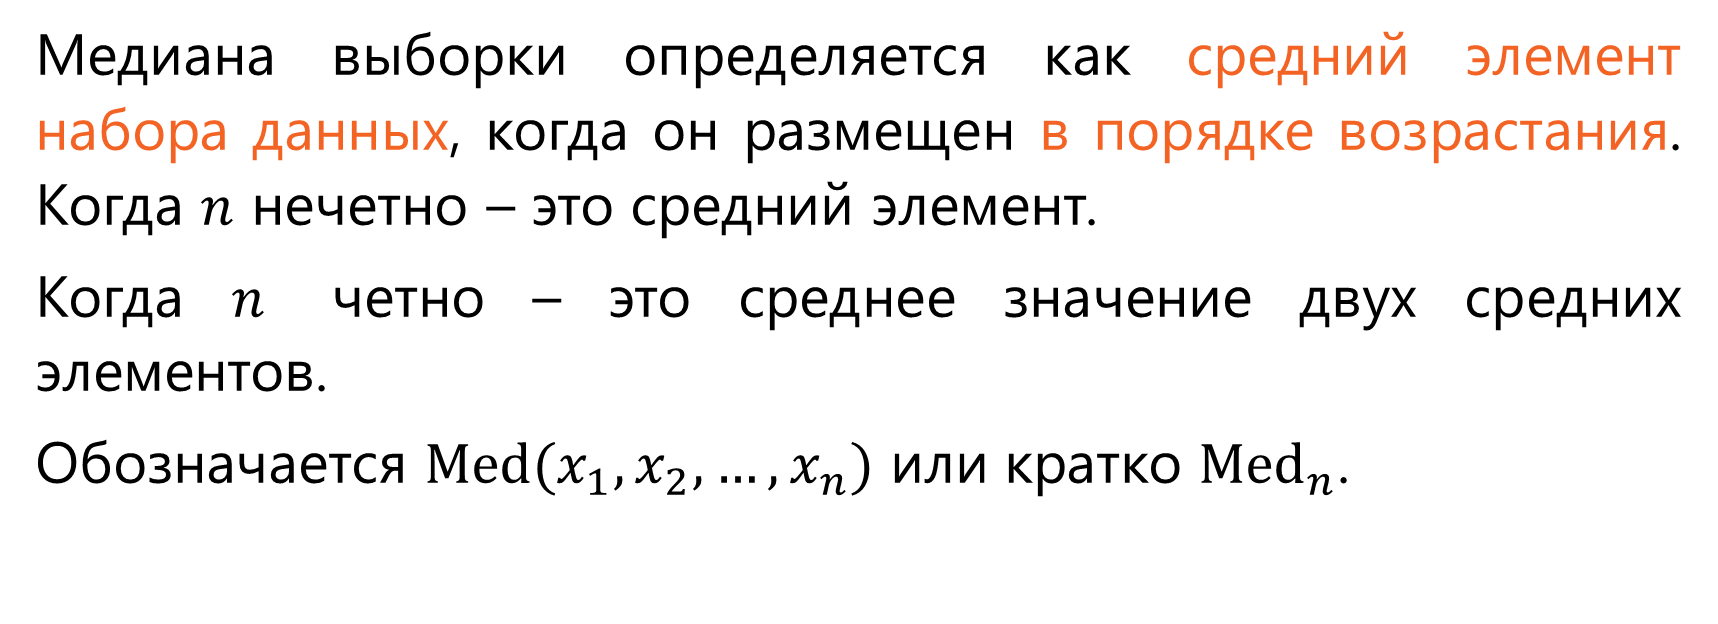 Медиана выборки определяется как средний элемент
набора данных, когда он размещен в порядке возрастания.
Когда n нечетно – это средний элемент.
Когда n четно – это среднее значение двух средних
элементов.
Обозначается Med(x₁, x₂, … , xₙ) или кратко Medₙ.